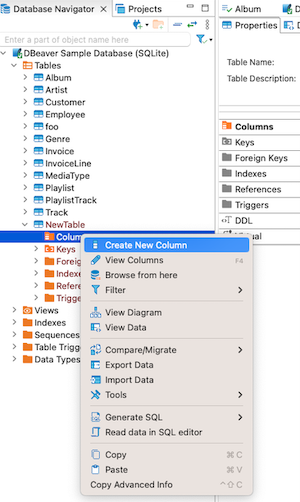 Database Navigator
Projects
Enter a part of object name here
DBeaver Sample Database (SQLite)
Tables
Album
Artist
Customer
Employee
foo
Genre
Invoice
InvoiceLine
MediaType
Playlist
PlaylistTrack
Track
NewTable
Colum
Keys
Foreig
Indexe
Refere
Trigge
Views
Indexes
Sequences
Table Trigge
Data Types
Create New Column
View Columns F4
Browse from here
Filter
View Diagram
View Data
Compare/Migrate
Export Data
Import Data
Tools
Generate SQL
Read data in SQL editor
Copy ⌘C
Paste ⌘V
Copy Advanced Info ^⇧C
Album
Properties
Table Name:
Table Description:
Columns
Keys
Foreign Keys
Indexes
References
Triggers
DDL